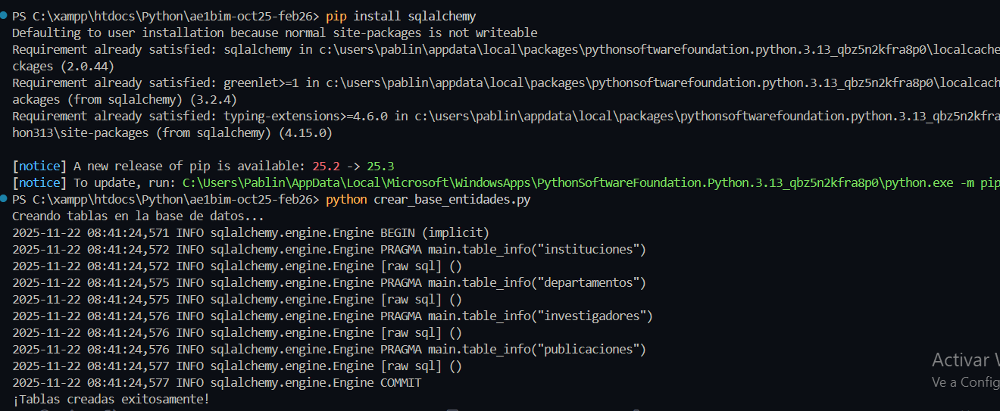 PS C:\xampp\htdocs\Python\ae1bim-oct25-feb26> pip install sqlalchemy
Defaulting to user installation because normal site-packages is not writeable
Requirement already satisfied: sqlalchemy in c:\users\pablin\appdata\local\packages\pythonsoftwarefoundation.python.3.13_qbz5n2kfra8p0\localcache
ckages (2.0.44)
Requirement already satisfied: greenlet>=1 in c:\users\pablin\appdata\local\packages\pythonsoftwarefoundation.python.3.13_qbz5n2kfra8p0\localcach
ackages (from sqlalchemy) (3.2.4)
Requirement already satisfied: typing-extensions>=4.6.0 in c:\users\pablin\appdata\local\packages\pythonsoftwarefoundation.python.3.13_qbz5n2kfra
hon313\site-packages (from sqlalchemy) (4.15.0)
[notice] A new release of pip is available: 25.2 -> 25.3
[notice] To update, run: C:\Users\Pablin\AppData\Local\Microsoft\WindowsApps\PythonSoftwareFoundation.Python.3.13_qbz5n2kfra8p0\python.exe -m pip
PS C:\xampp\htdocs\Python\ae1bim-oct25-feb26> python crear_base_entidades.py
Creando tablas en la base de datos...
2025-11-22 08:41:24,571 INFO sqlalchemy.engine.Engine BEGIN (implicit)
2025-11-22 08:41:24,572 INFO sqlalchemy.engine.Engine PRAGMA main.table_info("instituciones")
2025-11-22 08:41:24,572 INFO sqlalchemy.engine.Engine [raw sql] ()
2025-11-22 08:41:24,575 INFO sqlalchemy.engine.Engine PRAGMA main.table_info("departamentos")
2025-11-22 08:41:24,575 INFO sqlalchemy.engine.Engine [raw sql] ()
2025-11-22 08:41:24,576 INFO sqlalchemy.engine.Engine PRAGMA main.table_info("investigadores")
2025-11-22 08:41:24,576 INFO sqlalchemy.engine.Engine [raw sql] ()
2025-11-22 08:41:24,576 INFO sqlalchemy.engine.Engine PRAGMA main.table_info("publicaciones")
2025-11-22 08:41:24,577 INFO sqlalchemy.engine.Engine [raw sql] ()
Activar W
2025-11-22 08:41:24,577 INFO sqlalchemy.engine.Engine COMMIT
Ve a Config
¡Tablas creadas exitosamente!